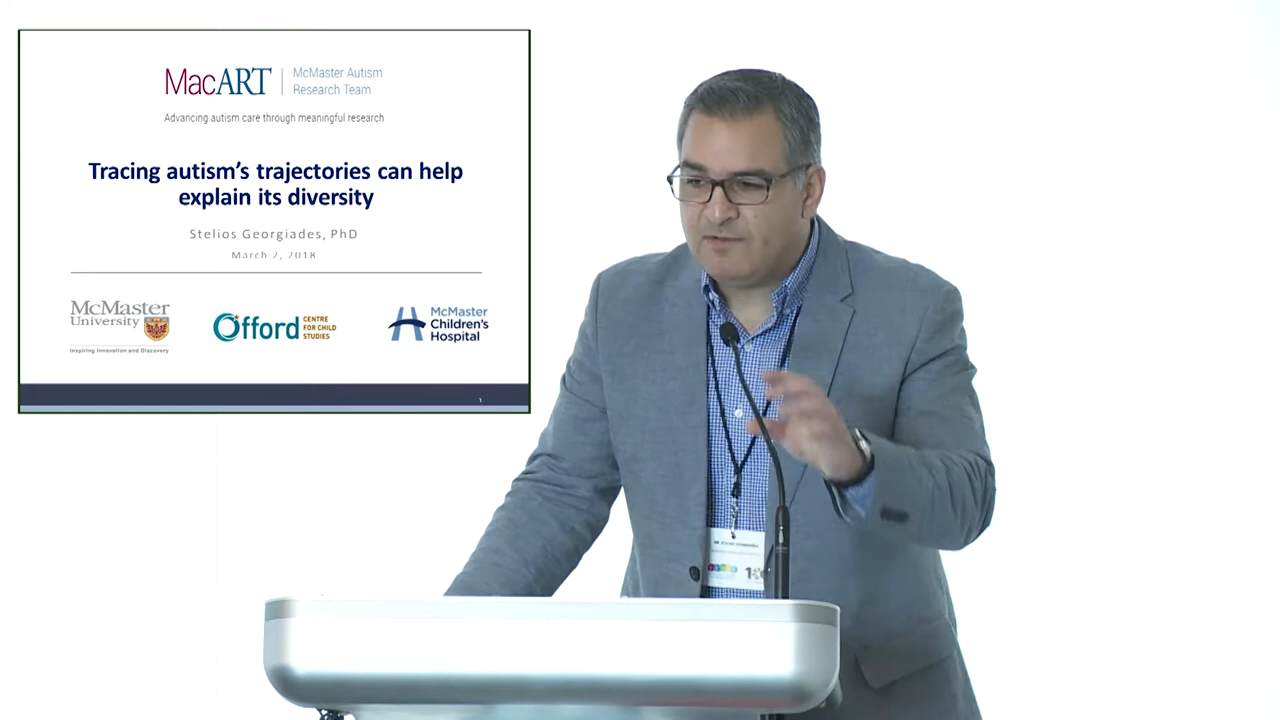 MacART
McMaster Autism
Research Team
Advancing autism care through meaningful research
Tracing autism's trajectories can help
explain its diversity
Stelios Georgiades, PhD
March 2, 2018
McMaster
University
Inspiring Innovation and Discovery
Offord
CENTRE
FOR CHILD
STUDIES
McMaster
Children's
Hospital
1